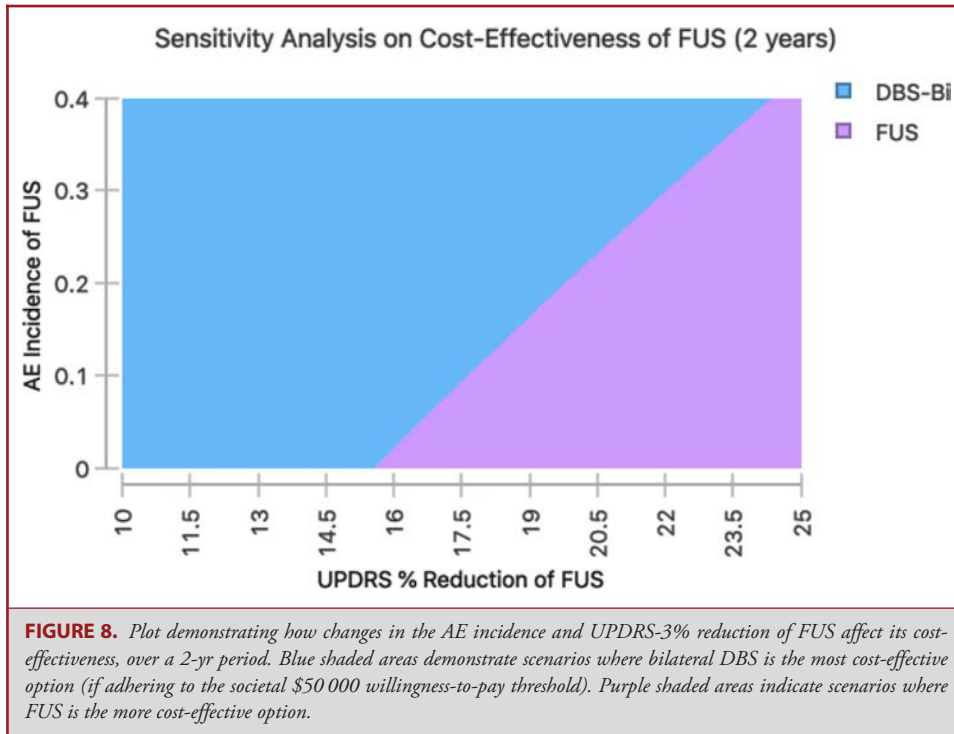 Sensitivity Analysis on Cost-Effectiveness of FUS (2 years)
DBS-Bi
FUS
AE Incidence of FUS
0.4
0.3
0.2
0.1
0
10 11.5 13 14.5 16 17.5 19 20.5 22 23.5 25
UPDRS % Reduction of FUS
FIGURE 8. Plot demonstrating how changes in the AE incidence and UPDRS-3% reduction of FUS affect its cost-
effectiveness, over a 2-yr period. Blue shaded areas demonstrate scenarios where bilateral DBS is the most cost-effective
option (if adhering to the societal $50 000 willingness-to-pay threshold). Purple shaded areas indicate scenarios where
FUS is the more cost-effective option.